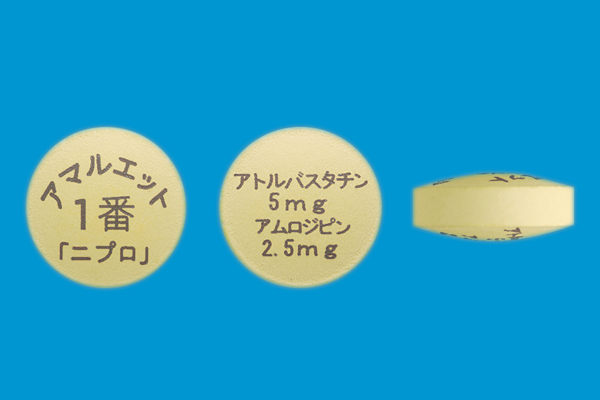 アマルエット
1番
「ニプロ」
アトルバスタチン
5mg
アムロジピン
2.5mg